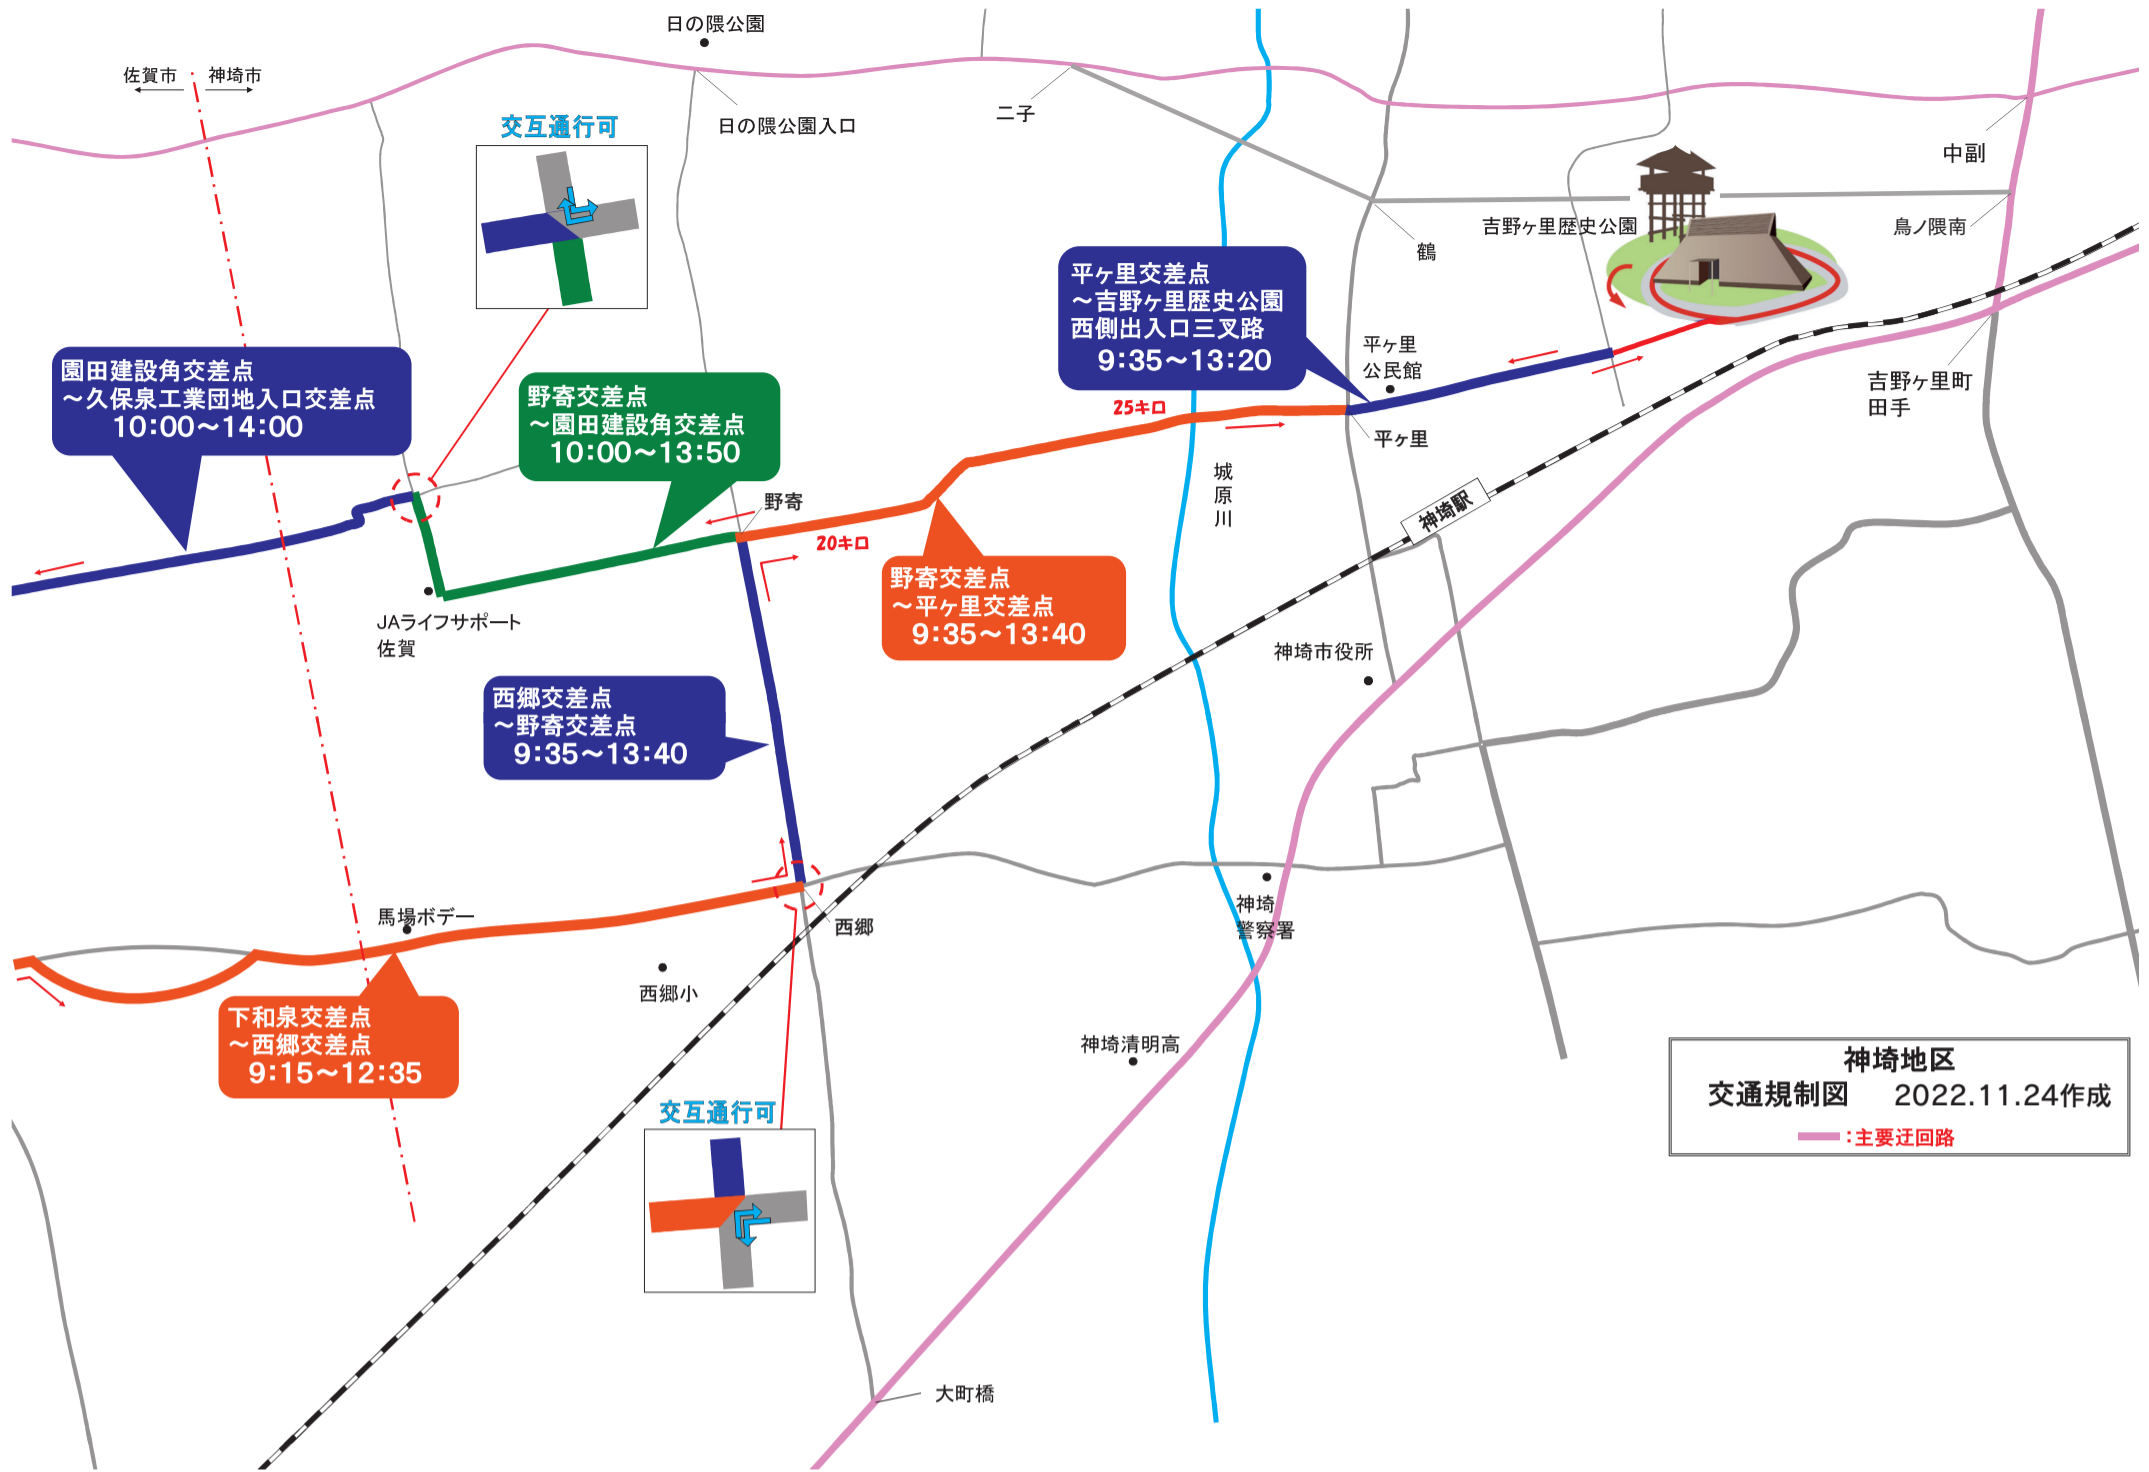 日の隈公園
佐賀市
神埼市
日の隈公園入口
二子
交互通行可
中副
吉野ヶ里歴史公園
鳥ノ隈南
鶴
平ヶ里交差点
～吉野ヶ里歴史公園
西側出入口三叉路
9:35～13:20
平ヶ里
公民館
園田建設角交差点
～久保泉工業団地入口交差点
10:00～14:00
野寄交差点
～園田建設角交差点
10:00～13:50
25キロ
吉野ヶ里町
田手
平ヶ里
城原川
野寄
神埼駅
20キロ
野寄交差点
～平ヶ里交差点
9:35～13:40
JAライフサポート
佐賀
神埼市役所
西郷交差点
～野寄交差点
9:35～13:40
馬場ボデー
西郷
神埼
警察署
西郷小
下和泉交差点
～西郷交差点
9:15～12:35
神埼清明高
交互通行可
神埼地区
交通規制図 2022.11.24作成
:主要迂回路
大町橋